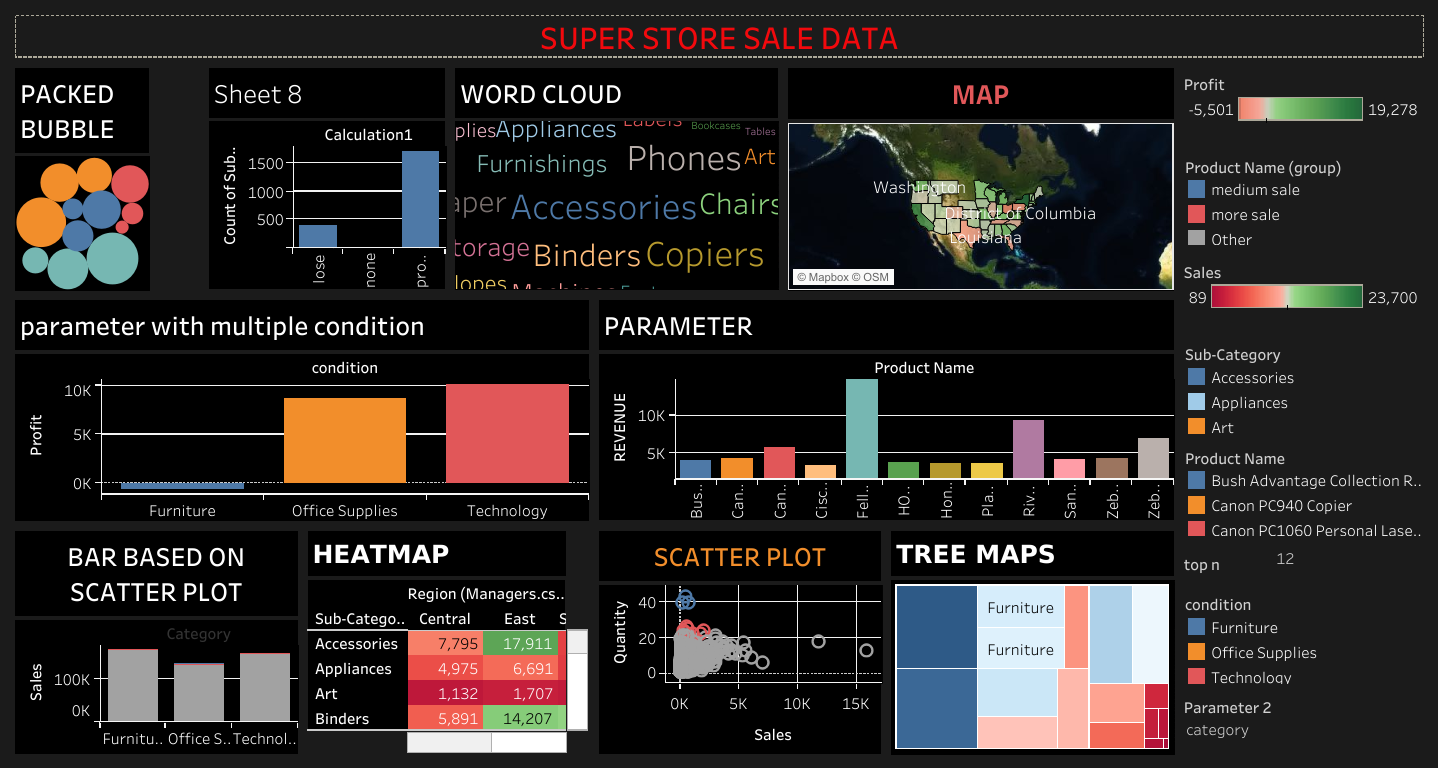 SUPER STORE SALE DATA
PACKED
BUBBLE
Sheet 8
Calculation1
Count of Sub..
1500
1000
500
lose
none
pro..
WORD CLOUD
plies
Appliances
Labels
Bookcases
Tables
Furnishings
Phones
Art
aper
Accessories
Chairs
torage
Binders
Copiers
lopes
Machines
MAP
Washington
District of Columbia
Louisiana
© Mapbox © OSM
Profit
-5,501
19,278
Product Name (group)
medium sale
more sale
Other
Sales
89
23,700
Sub-Category
Accessories
Appliances
Art
Product Name
Bush Advantage Collection R..
Canon PC940 Copier
Canon PC1060 Personal Lase..
top n
12
condition
Furniture
Office Supplies
Technology
Parameter 2
category
parameter with multiple condition
condition
Profit
10K
5K
0K
Furniture
Office Supplies
Technology
PARAMETER
Product Name
REVENUE
10K
5K
Bus..
Can..
Can..
Cisc..
Fell..
HO..
Hon..
Pla..
Riv..
San..
Zeb..
Zeb..
BAR BASED ON
SCATTER PLOT
Category
Sales
100K
0K
Furnitu..
Office S..
Technol..
HEATMAP
Region (Managers.cs..
Sub-Catego.. Central East S
Accessories 7,795 17,911
Appliances 4,975 6,691
Art 1,132 1,707
Binders 5,891 14,207
SCATTER PLOT
Quantity
40
20
0
0K
5K
10K
15K
Sales
TREE MAPS
Furniture
Furniture